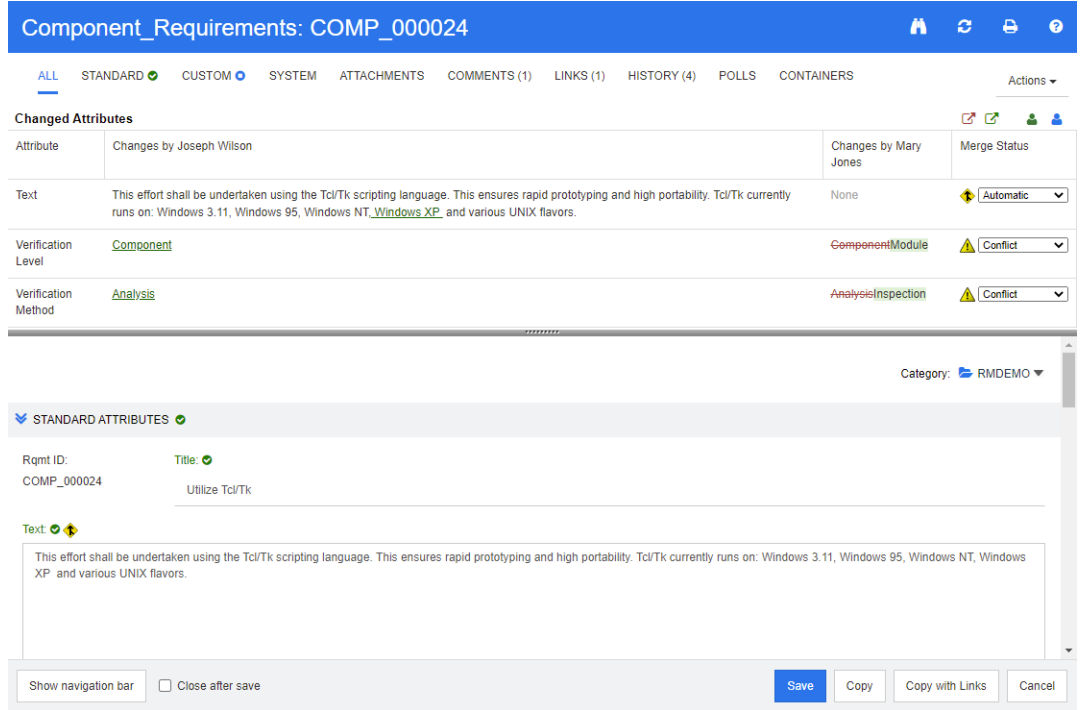 Component_Requirements: COMP_000024
ALL STANDARD CUSTOM SYSTEM ATTACHMENTS COMMENTS (1) LINKS (1) HISTORY (4) POLLS CONTAINERS
Actions
Changed Attributes
Attribute Changes by Joseph Wilson Changes by Mary Jones Merge Status
Text This effort shall be undertaken using the Tcl/Tk scripting language. This ensures rapid prototyping and high portability. Tcl/Tk currently
runs on: Windows 3.11, Windows 95, Windows NT, Windows XP and various UNIX flavors.
None Automatic
Verification Level Component ComponentModule Conflict
Verification Method Analysis AnalysisInspection Conflict
Category: RMDEMO
STANDARD ATTRIBUTES
Rqmt ID: Title:
COMP_000024
Utilize Tcl/Tk
Text:
This effort shall be undertaken using the Tcl/Tk scripting language. This ensures rapid prototyping and high portability. Tcl/Tk currently runs on: Windows 3.11, Windows 95, Windows NT, Windows
XP and various UNIX flavors.
Show navigation bar Close after save Save Copy Copy with Links Cancel